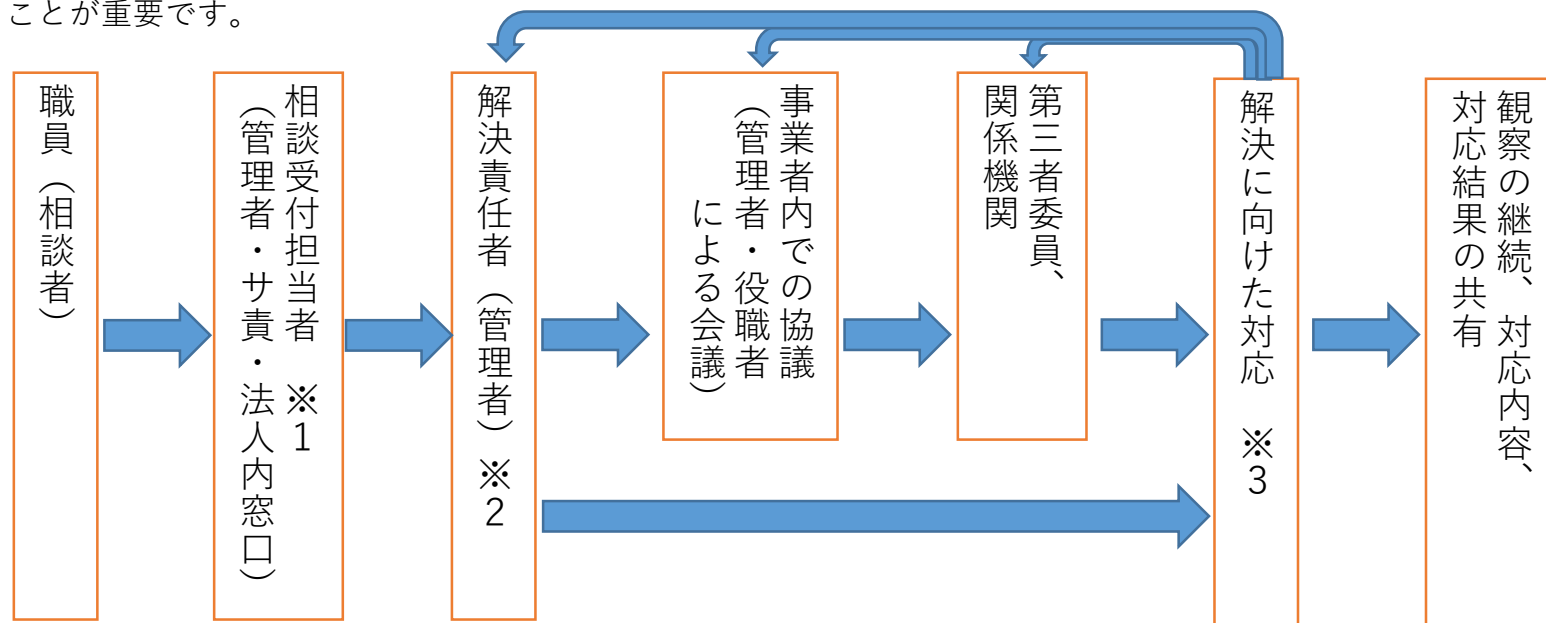 ことが重要です。
職員（相談者）
相談受付担当者　※1
（管理者・サ責・法人内窓口）
解決責任者（管理者）※2
事業者内での協議
（管理者・役職者
による会議）
第三者委員、
関係機関
解決に向けた対応　※3
観察の継続、対応内容、
対応結果の共有